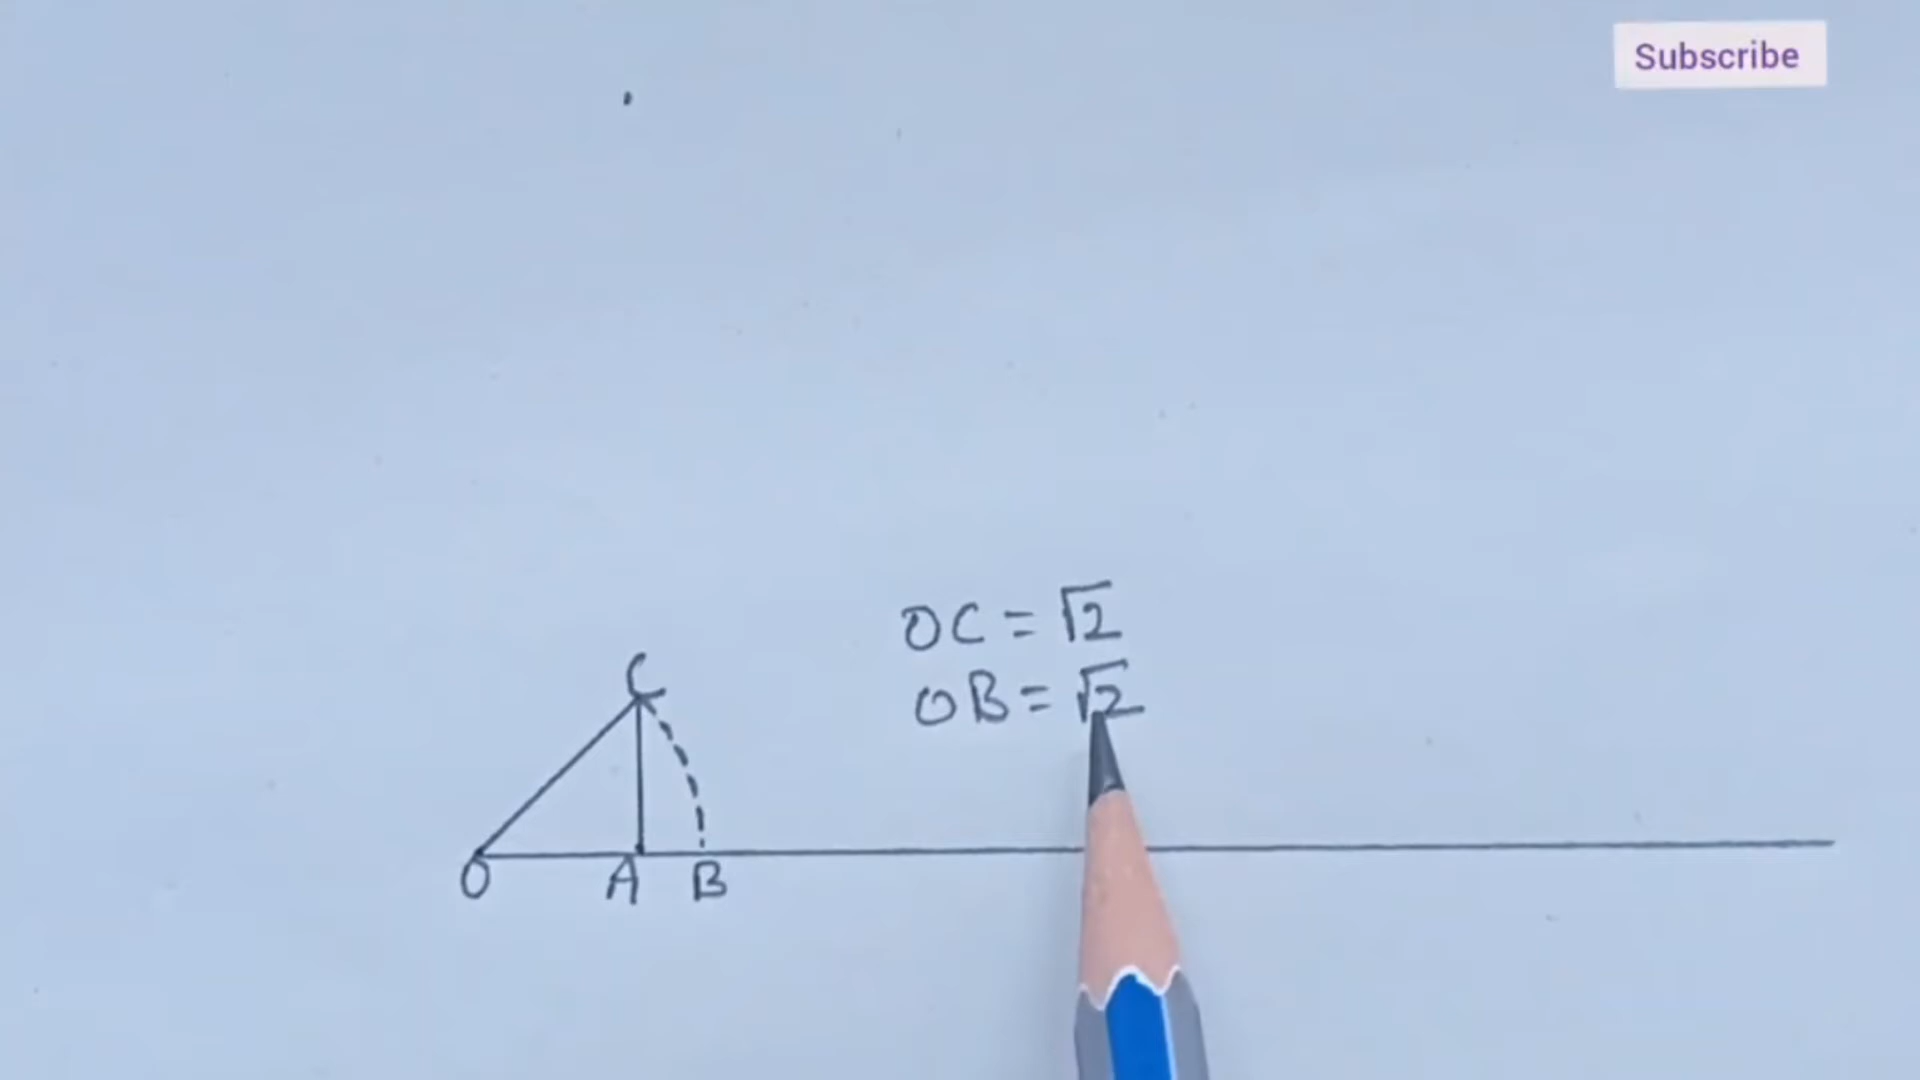 Subscribe
OC = √2
OB = √2
C
O A B